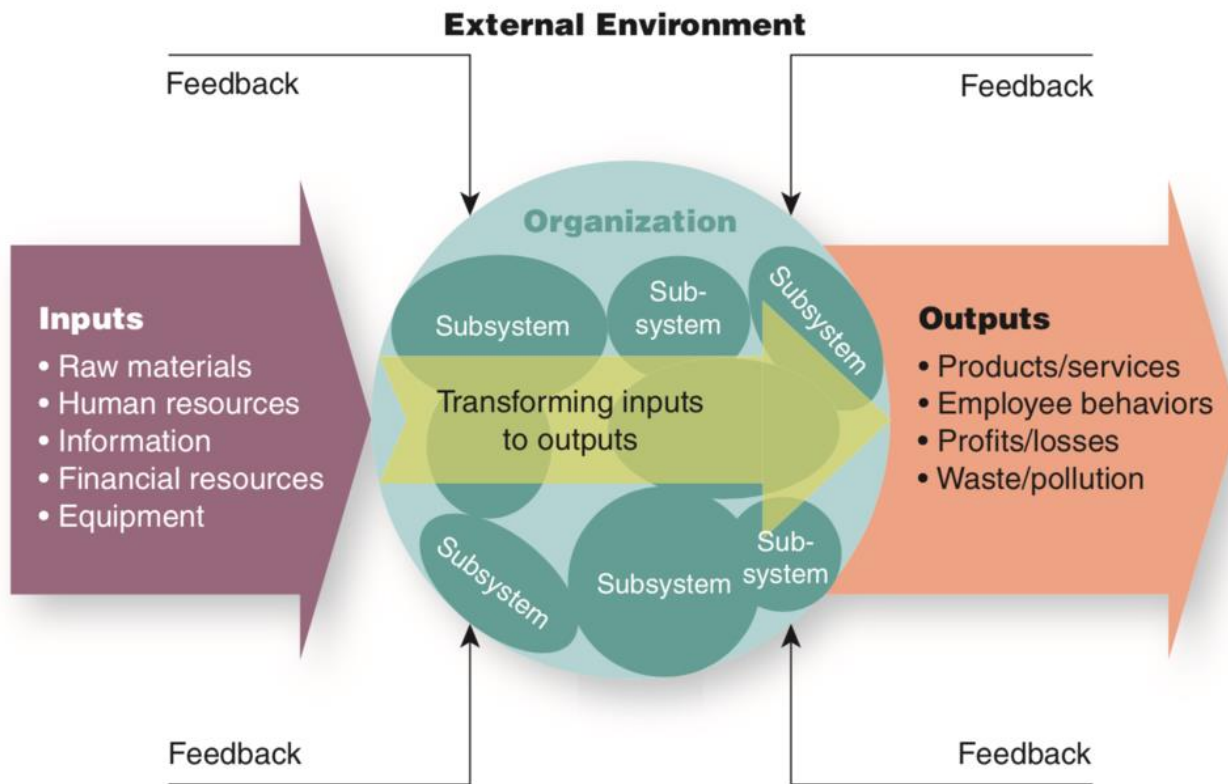 External Environment
Feedback
Feedback
Organization
Subsystem
Sub-
system
Subsystem
Inputs
• Raw materials
• Human resources
• Information
• Financial resources
• Equipment
Transforming inputs
to outputs
Outputs
• Products/services
• Employee behaviors
• Profits/losses
• Waste/pollution
Subsystem
Subsystem
Sub-
system
Feedback
Feedback